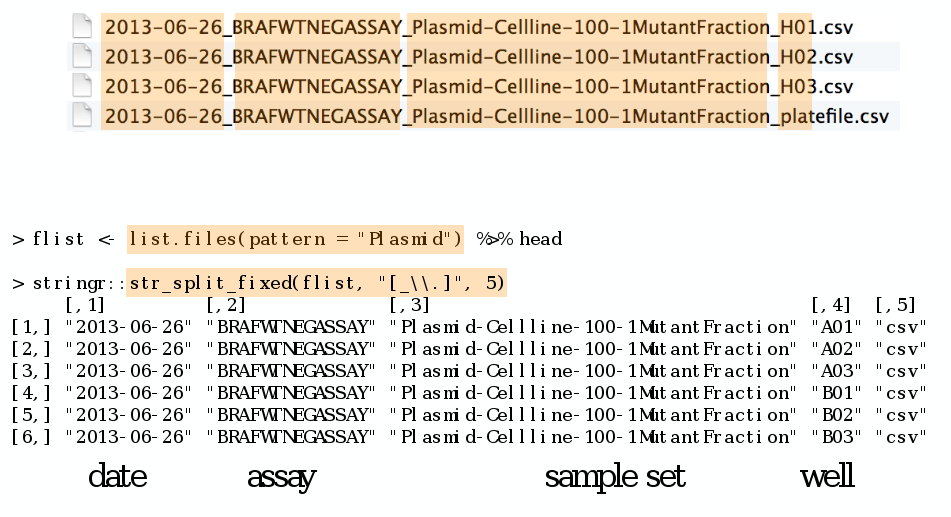 2013-06-26_BRAFWTNEGASSAY_Plasmid-Cellline-100-1MutantFraction_H01.csv
2013-06-26_BRAFWTNEGASSAY_Plasmid-Cellline-100-1MutantFraction_H02.csv
2013-06-26_BRAFWTNEGASSAY_Plasmid-Cellline-100-1MutantFraction_H03.csv
2013-06-26_BRAFWTNEGASSAY_Plasmid-Cellline-100-1MutantFraction_platefile.csv
> flist <- list.files(pattern = "Plasmid") %>% head
> stringr::str_split_fixed(flist, "[_\\.]", 5)
[,1] [,2] [,3] [,4] [,5]
[1,] "2013-06-26" "BRAFWTNEGASSAY" "Plasmid-Cellline-100-1MutantFraction" "A01" "csv"
[2,] "2013-06-26" "BRAFWTNEGASSAY" "Plasmid-Cellline-100-1MutantFraction" "A02" "csv"
[3,] "2013-06-26" "BRAFWTNEGASSAY" "Plasmid-Cellline-100-1MutantFraction" "A03" "csv"
[4,] "2013-06-26" "BRAFWTNEGASSAY" "Plasmid-Cellline-100-1MutantFraction" "B01" "csv"
[5,] "2013-06-26" "BRAFWTNEGASSAY" "Plasmid-Cellline-100-1MutantFraction" "B02" "csv"
[6,] "2013-06-26" "BRAFWTNEGASSAY" "Plasmid-Cellline-100-1MutantFraction" "B03" "csv"
date assay sample set well